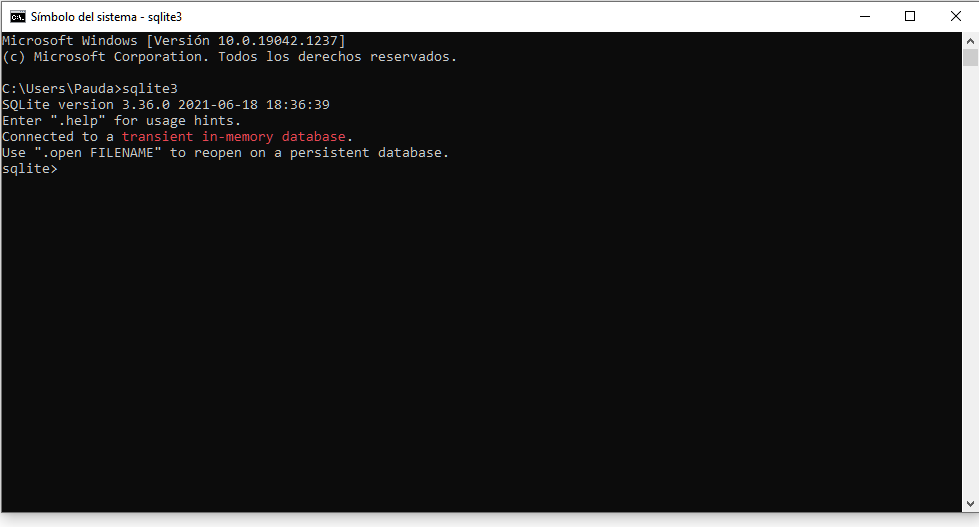 Símbolo del sistema - sqlite3
Microsoft Windows [Versión 10.0.19042.1237]
(c) Microsoft Corporation. Todos los derechos reservados.
C:\Users\Pauda>sqlite3
SQLite version 3.36.0 2021-06-18 18:36:39
Enter ".help" for usage hints.
Connected to a transient in-memory database.
Use ".open FILENAME" to reopen on a persistent database.
sqlite>